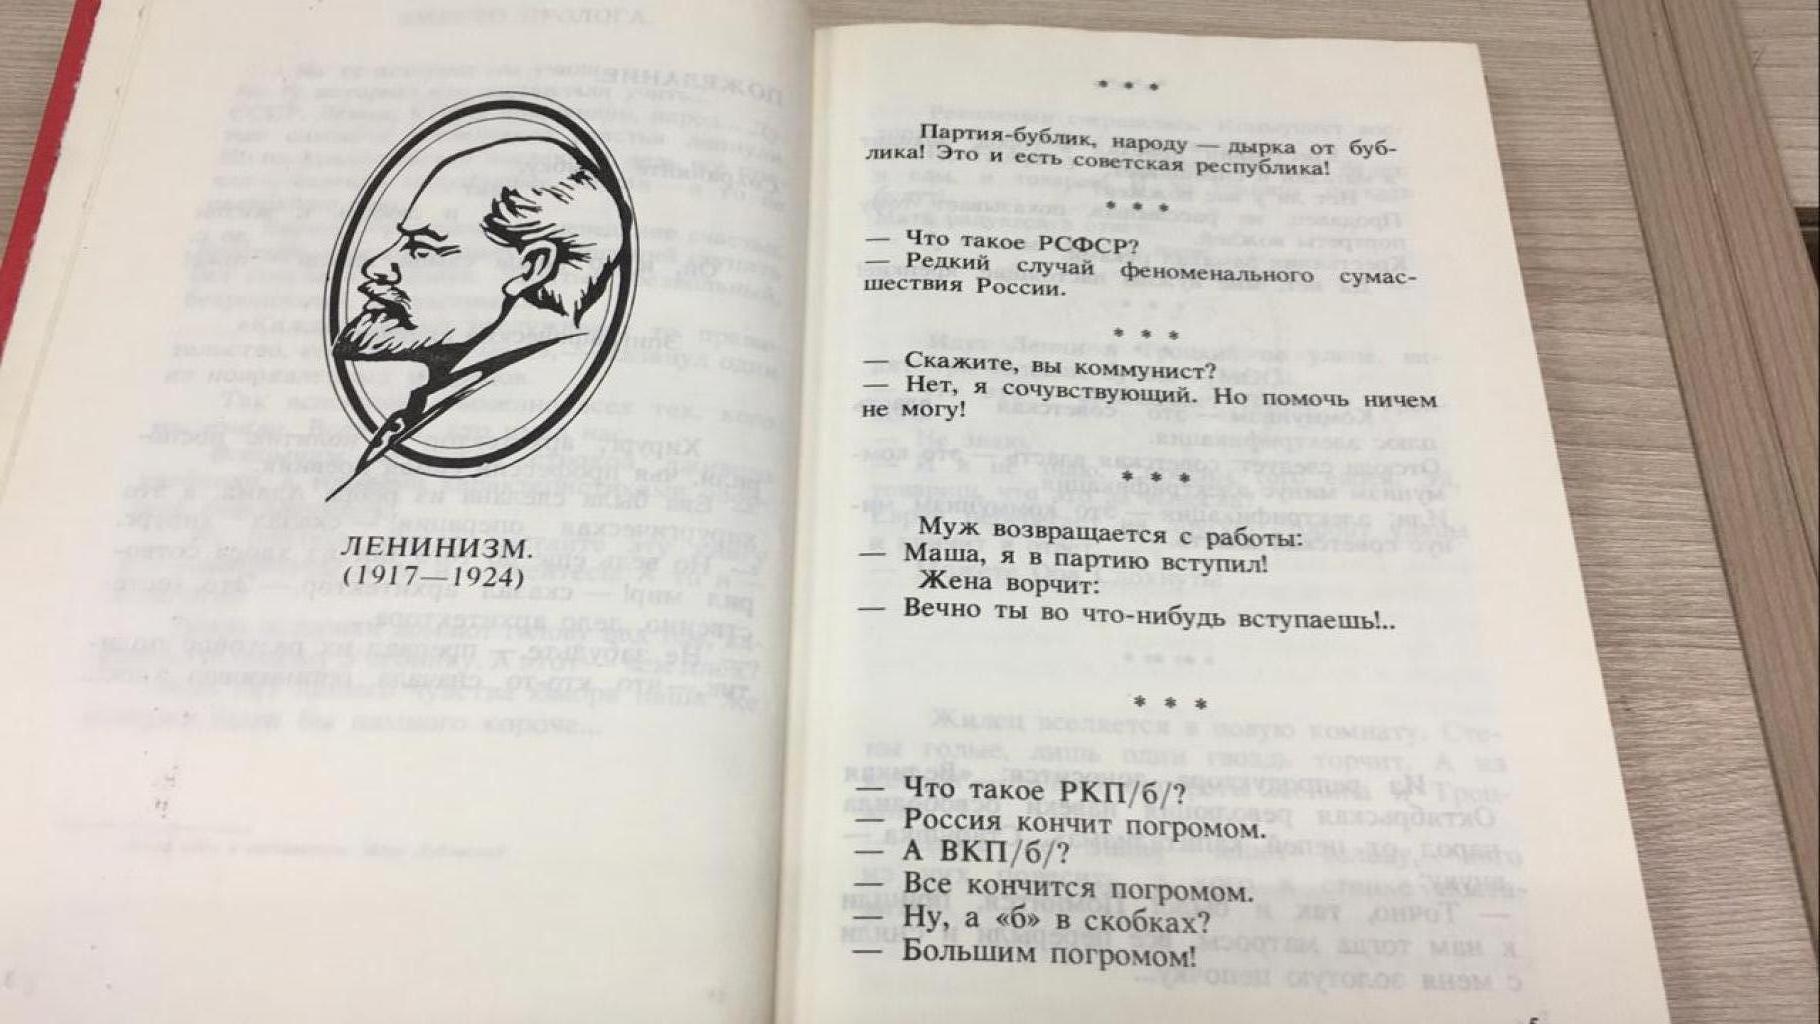 ЛЕНИНИЗМ.
(1917—1924)
* * *
Партия-бублик, народу — дырка от буб-
лика! Это и есть советская республика!
* * *
— Что такое РСФСР?
— Редкий случай феноменального сумас-
шествия России.
* * *
— Скажите, вы коммунист?
— Нет, я сочувствующий. Но помочь ничем
не могу!
* * *
Муж возвращается с работы:
— Маша, я в партию вступил!
Жена ворчит:
— Вечно ты во что-нибудь вступаешь!..
* * *
— Что такое РКП/б/?
— Россия кончит погромом.
— А ВКП/б/?
— Все кончится погромом.
— Ну, а «б» в скобках?
— Большим погромом!